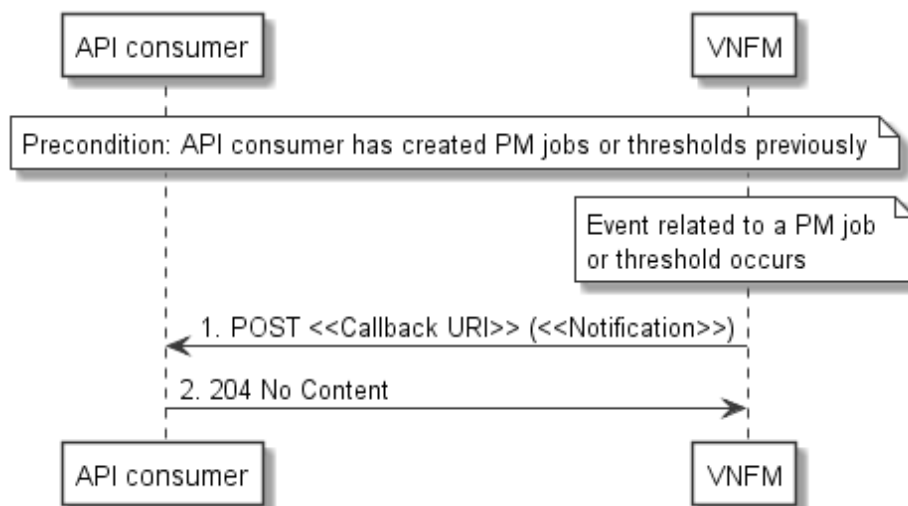 API consumer
VNFM
Precondition: API consumer has created PM jobs or thresholds previously
Event related to a PM job
or threshold occurs
1. POST <<Callback URI>> (<<Notification>>)
2. 204 No Content
API consumer
VNFM